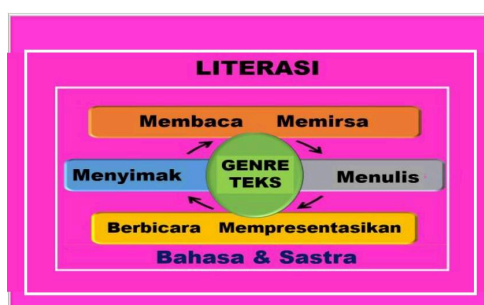 LITERASI
Membaca Memirsa
Menyimak
GENRE
TEKS
Menulis
Berbicara Mempresentasikan
Bahasa & Sastra